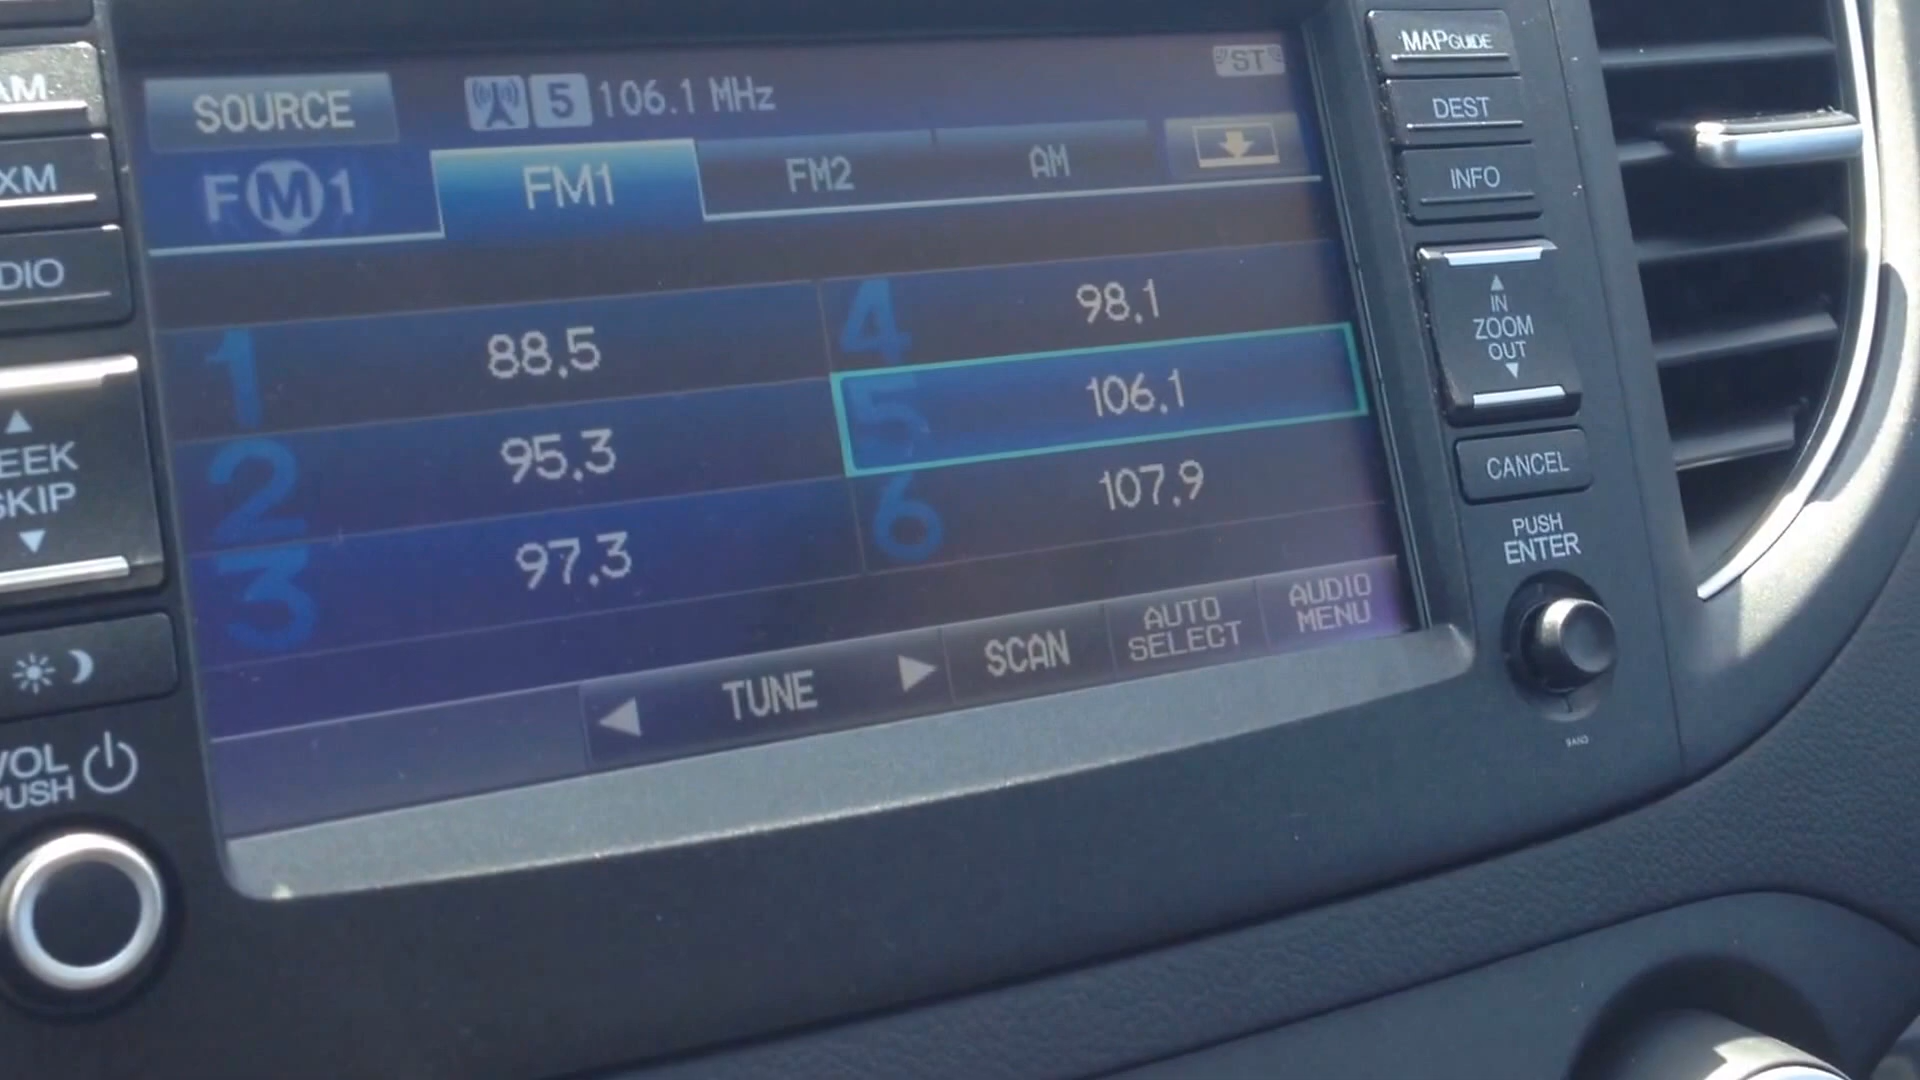 SOURCE 5 106.1 MHz ST
FM1 FM1 FM2 AM
1 88.5
2 95.3
3 97.3
4 98.1
5 106.1
6 107.9
TUNE SCAN AUTO SELECT AUDIO MENU
AM
XM
DIO
EEK
SKIP
VOL
PUSH
MAP GUIDE
DEST
INFO
IN
ZOOM
OUT
CANCEL
PUSH
ENTER